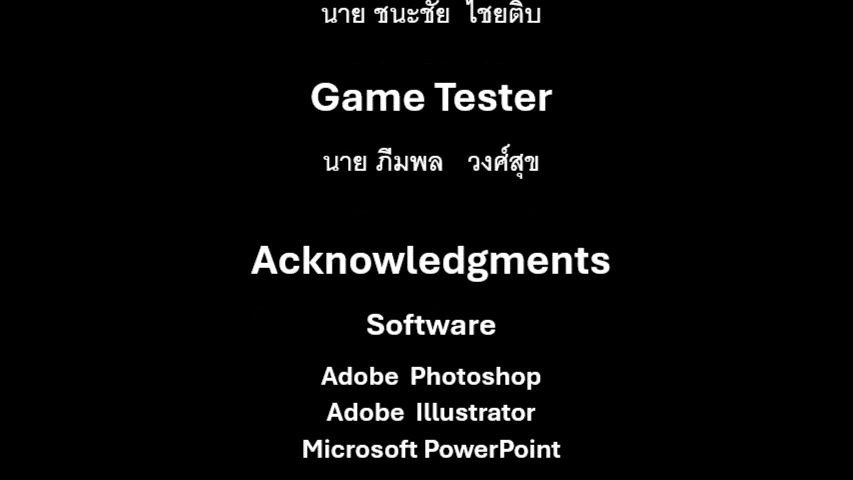 นาย ชนะชัย ไชยติ๊บ
Game Tester
นาย ภีมพล วงศ์สุข
Acknowledgments
Software
Adobe Photoshop
Adobe Illustrator
Microsoft PowerPoint